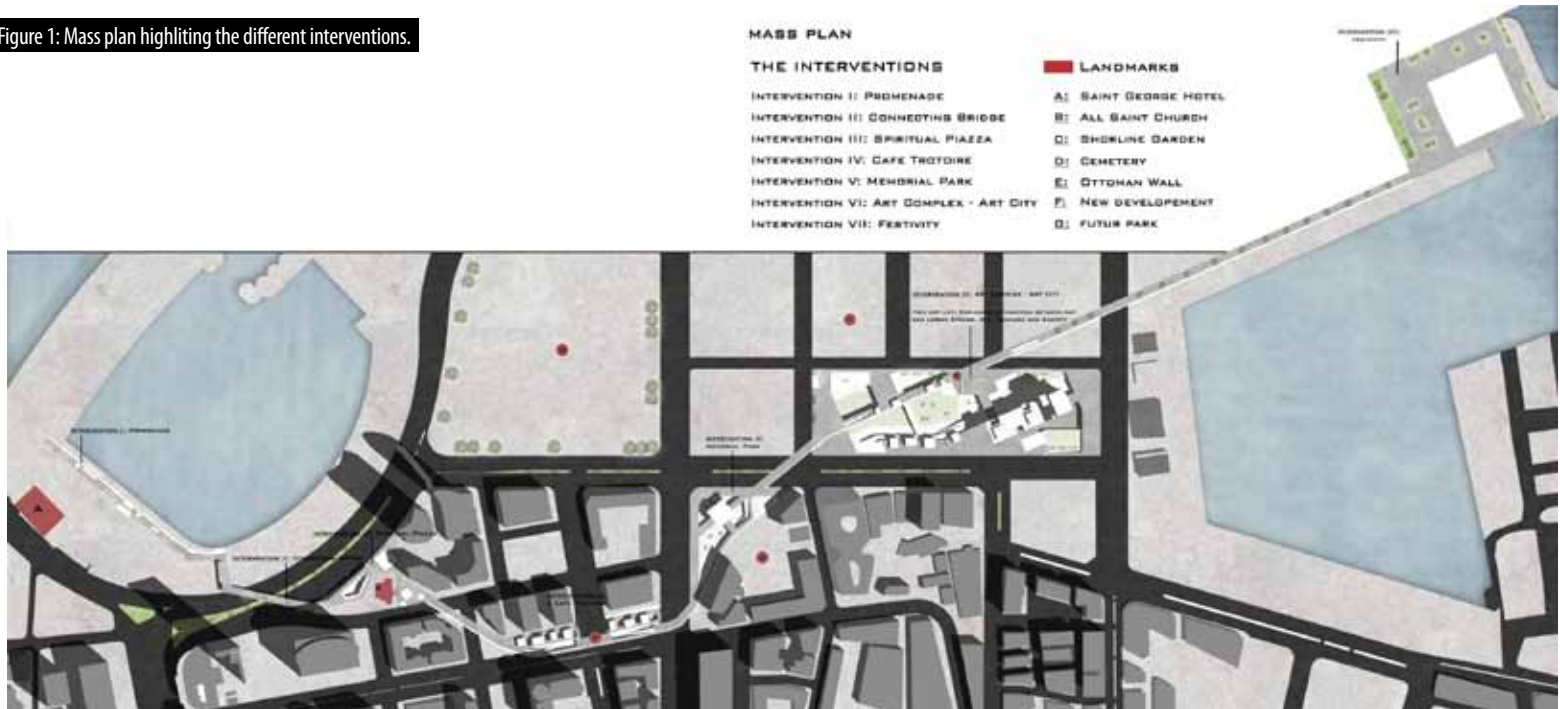 Figure 1: Mass plan highliting the different interventions.
MASS PLAN
THE INTERVENTIONS
INTERVENTION I: PROMENADE
INTERVENTION II: CONNECTING BRIDGE
INTERVENTION III: SPIRITUAL PIAZZA
INTERVENTION IV: CAFE TROTOIRE
INTERVENTION V: MEMORIAL PARK
INTERVENTION VI: ART COMPLEX - ART CITY
INTERVENTION VII: FESTIVITY
LANDMARKS
A: SAINT GEORGE HOTEL
B: ALL SAINT CHURCH
C: SHORLINE GARDEN
D: CEMETERY
E: OTTOMAN WALL
F: NEW DEVELOPEMENT
G: FUTUR PARK
INTERVENTION I: PROMENADE
A